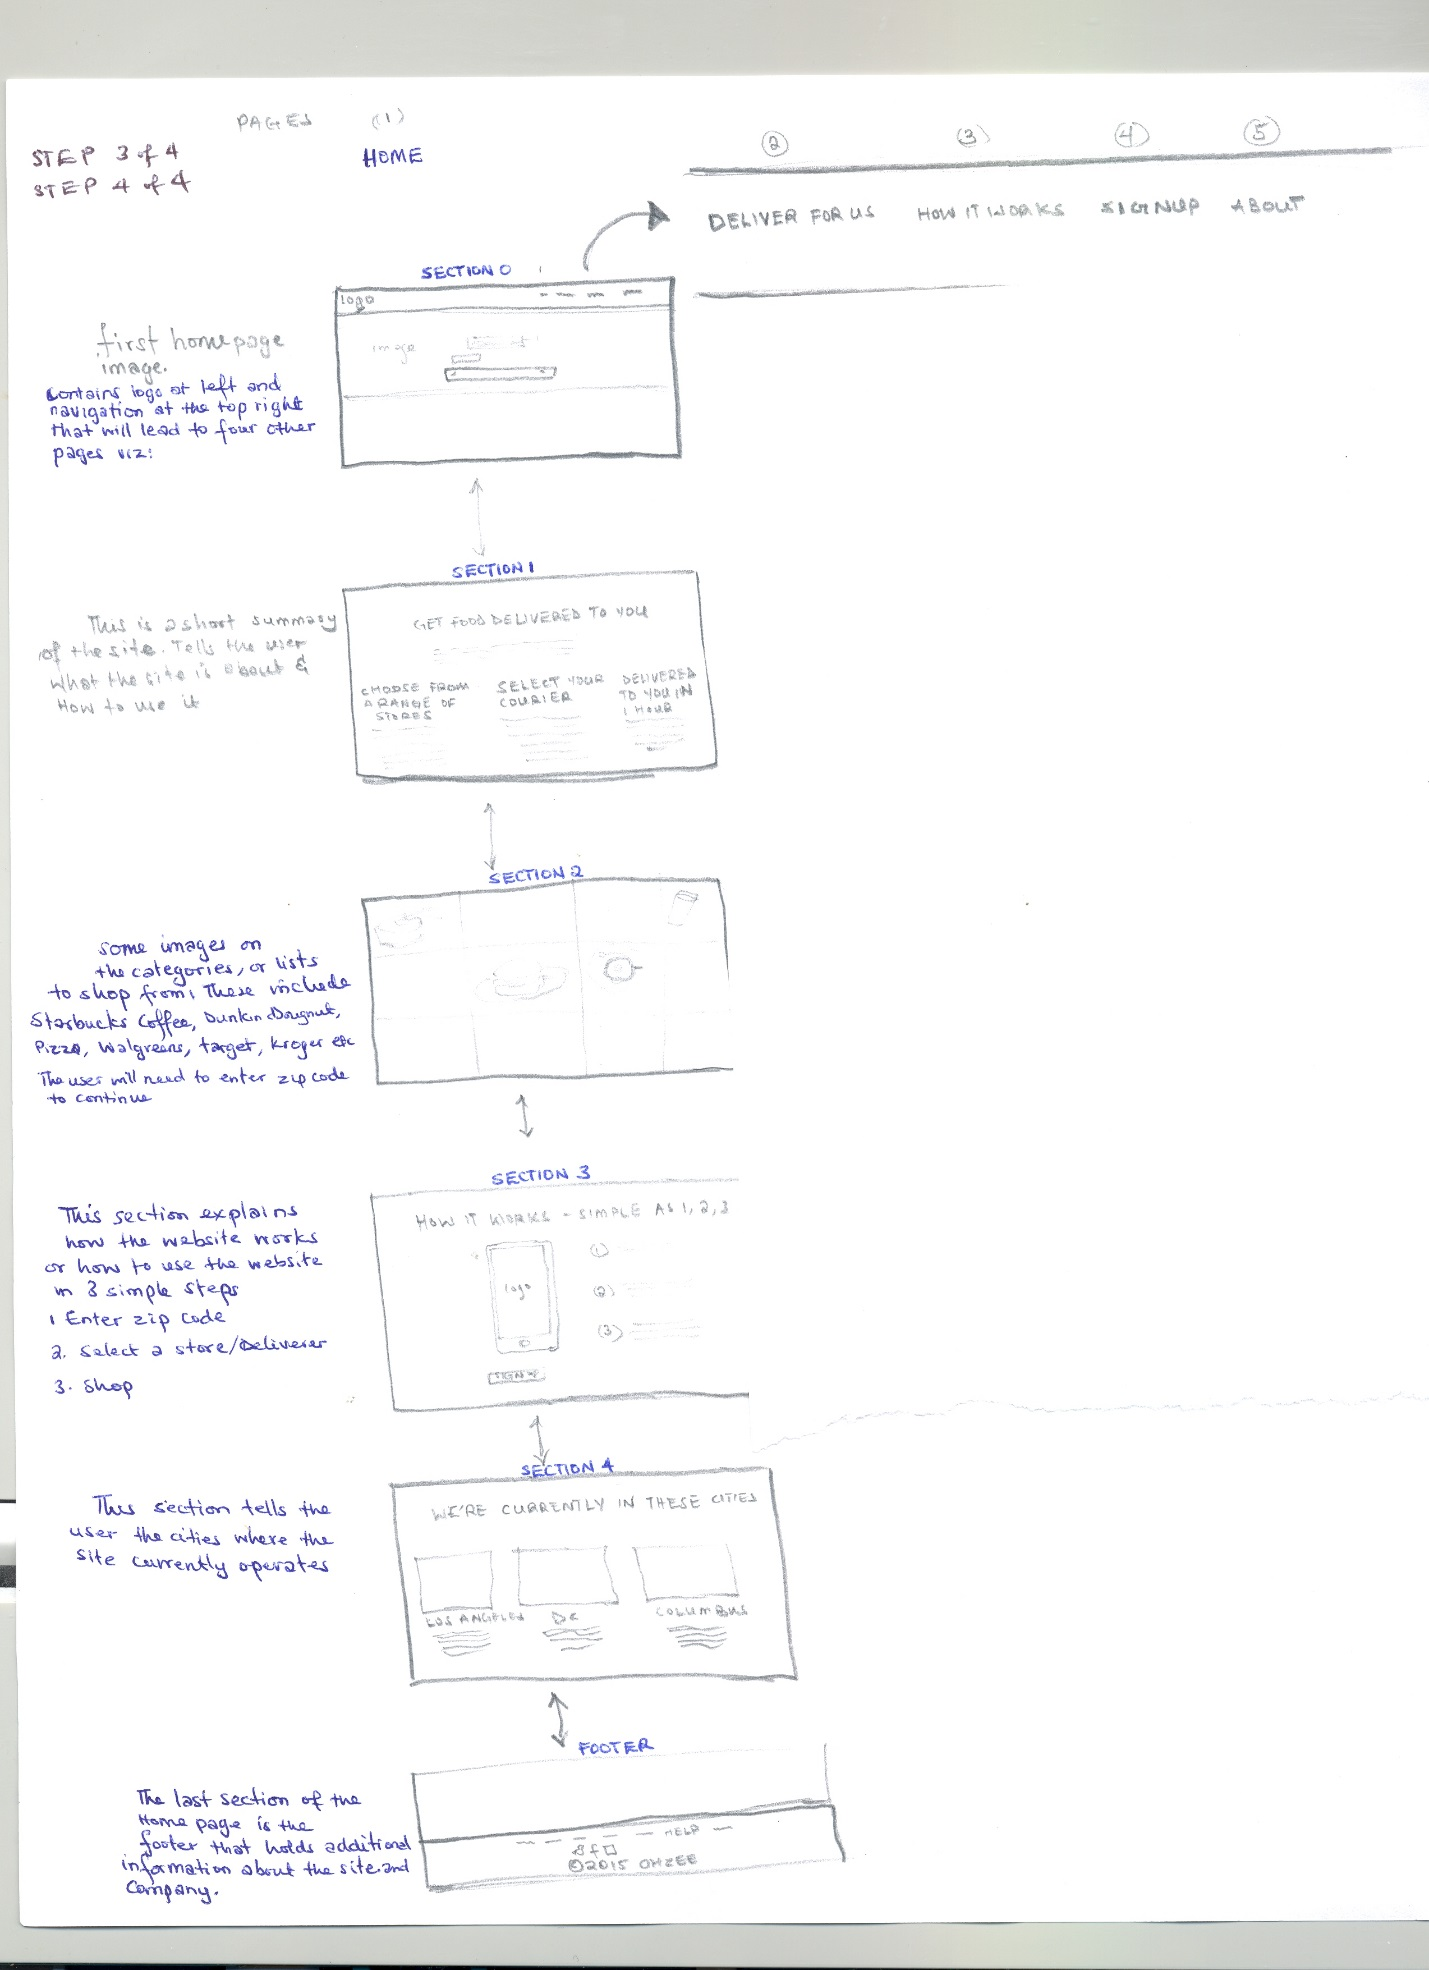 PAGES (1)
STEP 3 of 4
STEP 4 of 4
HOME
2 3 4 5
DELIVER FOR US HOW IT WORKS SIGNUP ABOUT
SECTION 0
logo
image
first homepage
image.
Contains logo at left and
navigation at the top right
that will lead to four other
pages viz:
SECTION 1
GET FOOD DELIVERED TO YOU
CHOOSE FROM
A RANGE OF
STORES
SELECT YOUR
COURIER
DELIVERED
TO YOU IN
1 HOUR
This is a short summary
of the site. Tells the user
what the site is about &
How to use it
SECTION 2
some images on
the categories, or lists
to shop from, These include
Starbucks Coffee, Dunkin Dougnut,
Pizza, Walgreens, target, Kroger etc
The user will need to enter zip code
to continue
SECTION 3
HOW IT WORKS - SIMPLE AS 1, 2, 3
logo
(1)
(2)
(3)
SIGN UP
This section explains
how the website works
or how to use the website
in 3 simple steps
1 Enter zip code
2. Select a store/Deliverer
3. Shop
SECTION 4
WE'RE CURRENTLY IN THESE CITIES
LOS ANGELES DC COLUMBUS
This section tells the
user the cities where the
site currently operates
FOOTER
HELP
©2015 OHZEE
The last section of the
Home page is the
footer that holds additional
information about the site and
Company.